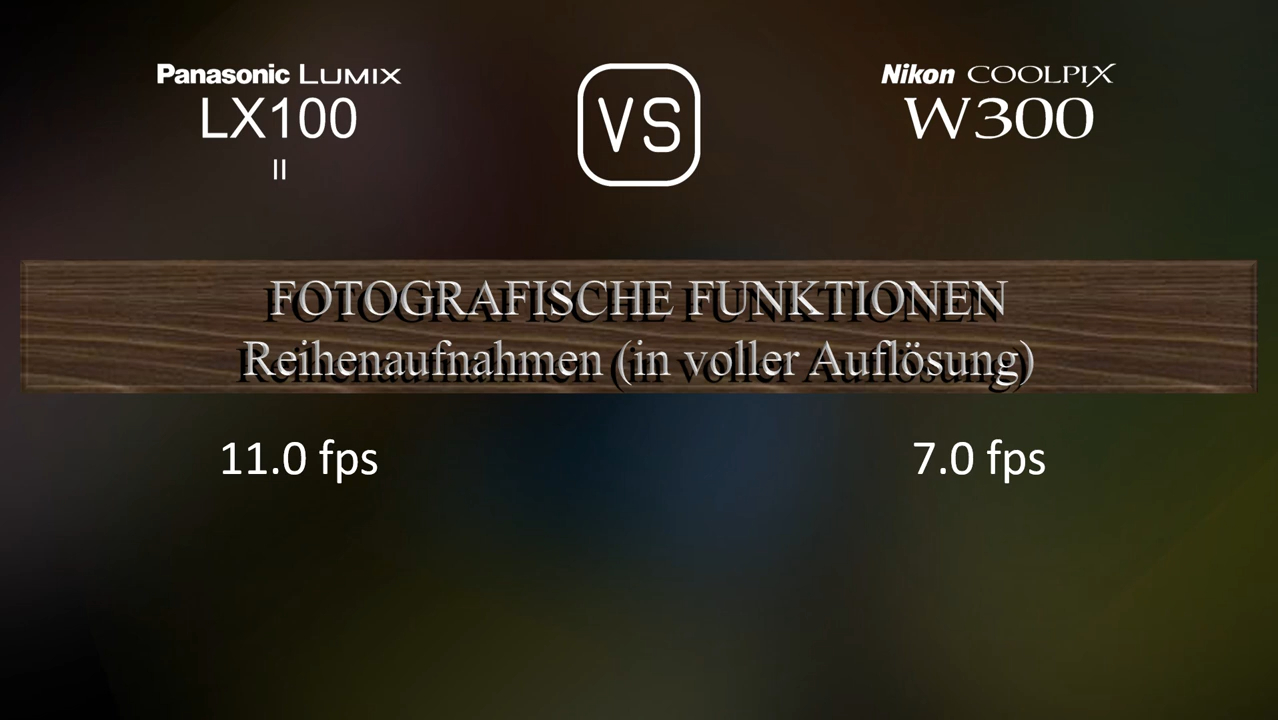 Panasonic LUMIX
LX100
II
VS
Nikon COOLPIX
W300
FOTOGRAFISCHE FUNKTIONEN
Reihenaufnahmen (in voller Auflösung)
11.0 fps
7.0 fps